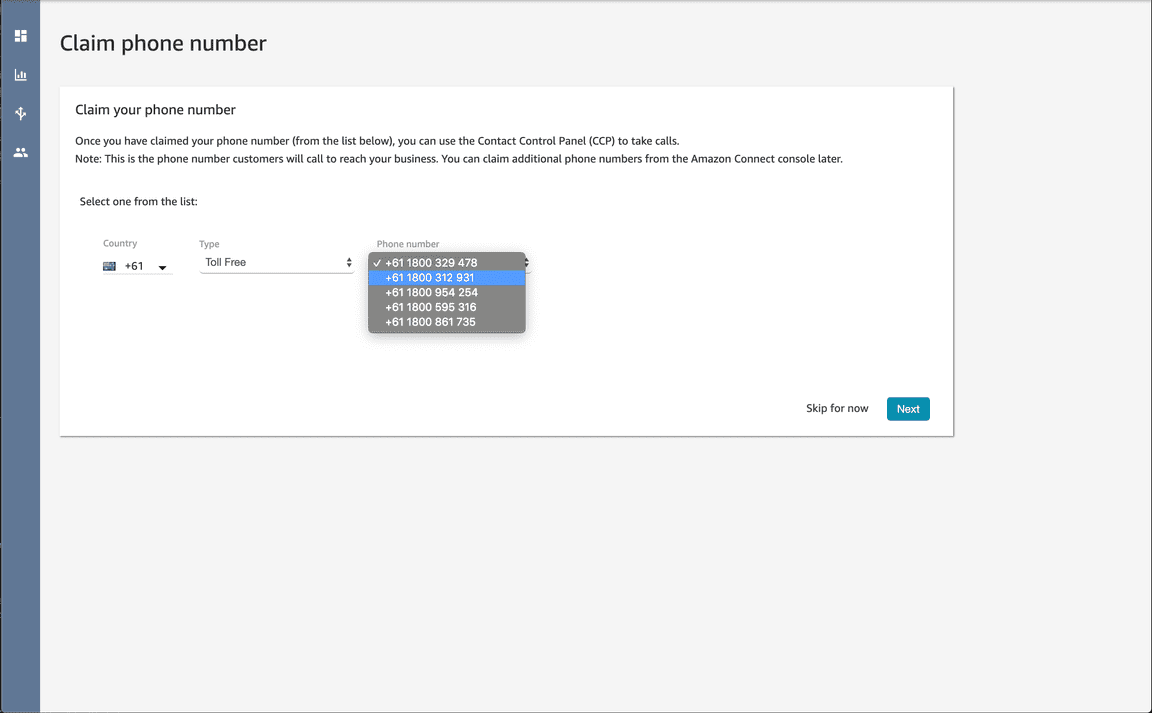 Claim phone number
Claim your phone number
Once you have claimed your phone number (from the list below), you can use the Contact Control Panel (CCP) to take calls.
Note: This is the phone number customers will call to reach your business. You can claim additional phone numbers from the Amazon Connect console later.
Select one from the list:
Country Type Phone number
+61 Toll Free ✓ +61 1800 329 478
+61 1800 312 931
+61 1800 954 254
+61 1800 595 316
+61 1800 861 735
Skip for now Next